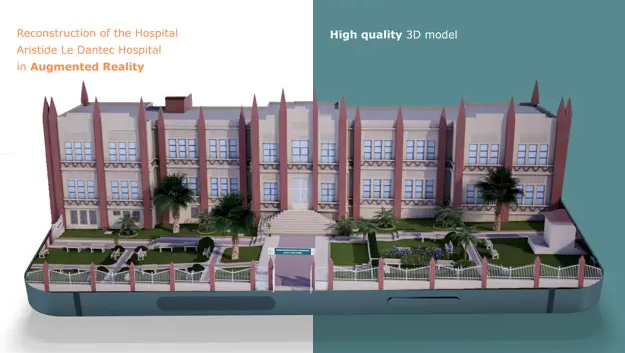 Reconstruction of the Hospital
Aristide Le Dantec Hospital
in Augmented Reality
High quality 3D model